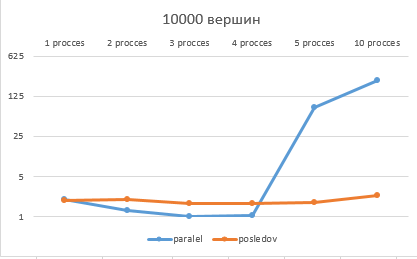 10000 вершин
1 procces 2 procces 3 procces 4 procces 5 procces 10 procces
625
125
25
5
1
paralel posledov